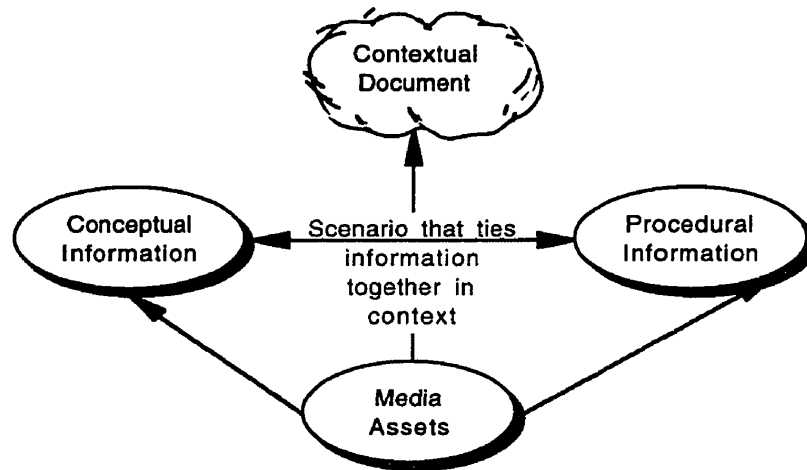 Contextual
Document
Conceptual
Information
Scenario that ties
information
together in
context
Procedural
Information
Media
Assets